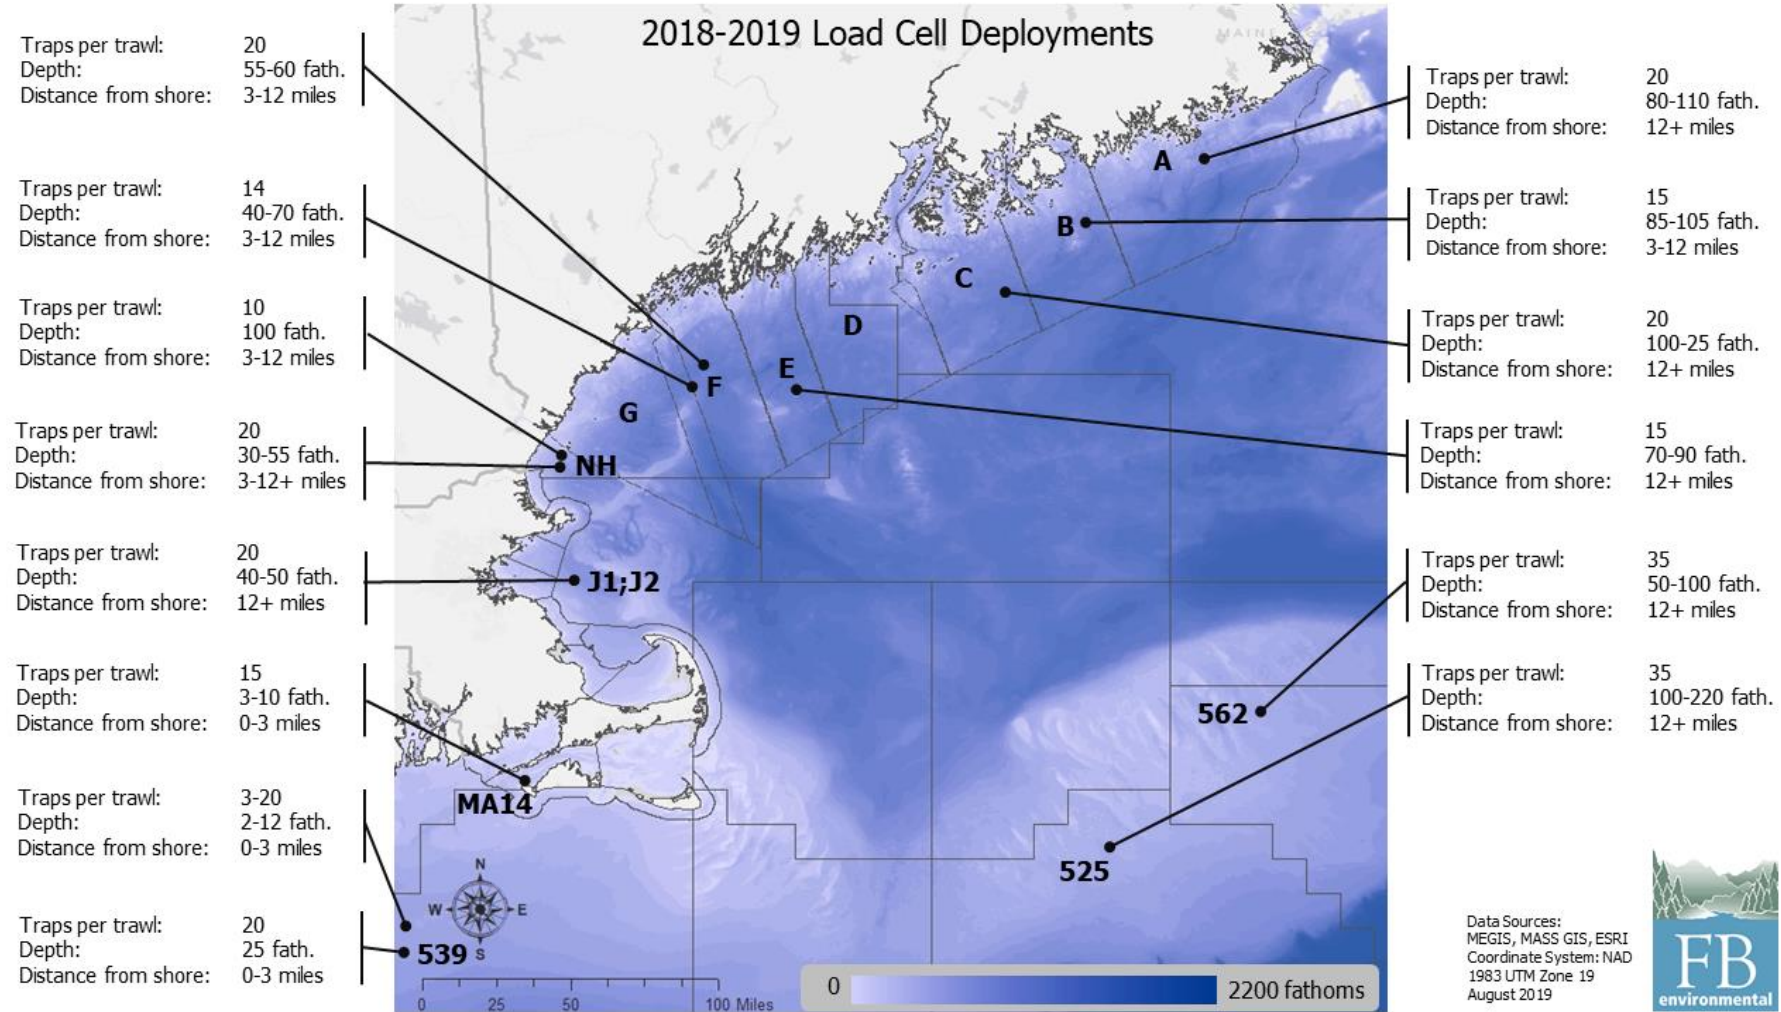 2018-2019 Load Cell Deployments
MAINE
Traps per trawl: 20
Depth: 55-60 fath.
Distance from shore: 3-12 miles
Traps per trawl: 14
Depth: 40-70 fath.
Distance from shore: 3-12 miles
Traps per trawl: 10
Depth: 100 fath.
Distance from shore: 3-12 miles
Traps per trawl: 20
Depth: 30-55 fath.
Distance from shore: 3-12+ miles
Traps per trawl: 20
Depth: 40-50 fath.
Distance from shore: 12+ miles
Traps per trawl: 15
Depth: 3-10 fath.
Distance from shore: 0-3 miles
Traps per trawl: 3-20
Depth: 2-12 fath.
Distance from shore: 0-3 miles
Traps per trawl: 20
Depth: 25 fath.
Distance from shore: 0-3 miles
A
B
C
D
E
F
G
NH
J1;J2
MA14
562
525
539
N
W E
S
0 25 50 100 Miles
0 2200 fathoms
Traps per trawl: 20
Depth: 80-110 fath.
Distance from shore: 12+ miles
Traps per trawl: 15
Depth: 85-105 fath.
Distance from shore: 3-12 miles
Traps per trawl: 20
Depth: 100-25 fath.
Distance from shore: 12+ miles
Traps per trawl: 15
Depth: 70-90 fath.
Distance from shore: 12+ miles
Traps per trawl: 35
Depth: 50-100 fath.
Distance from shore: 12+ miles
Traps per trawl: 35
Depth: 100-220 fath.
Distance from shore: 12+ miles
Data Sources:
MEGIS, MASS GIS, ESRI
Coordinate System: NAD
1983 UTM Zone 19
August 2019
FB
environmental